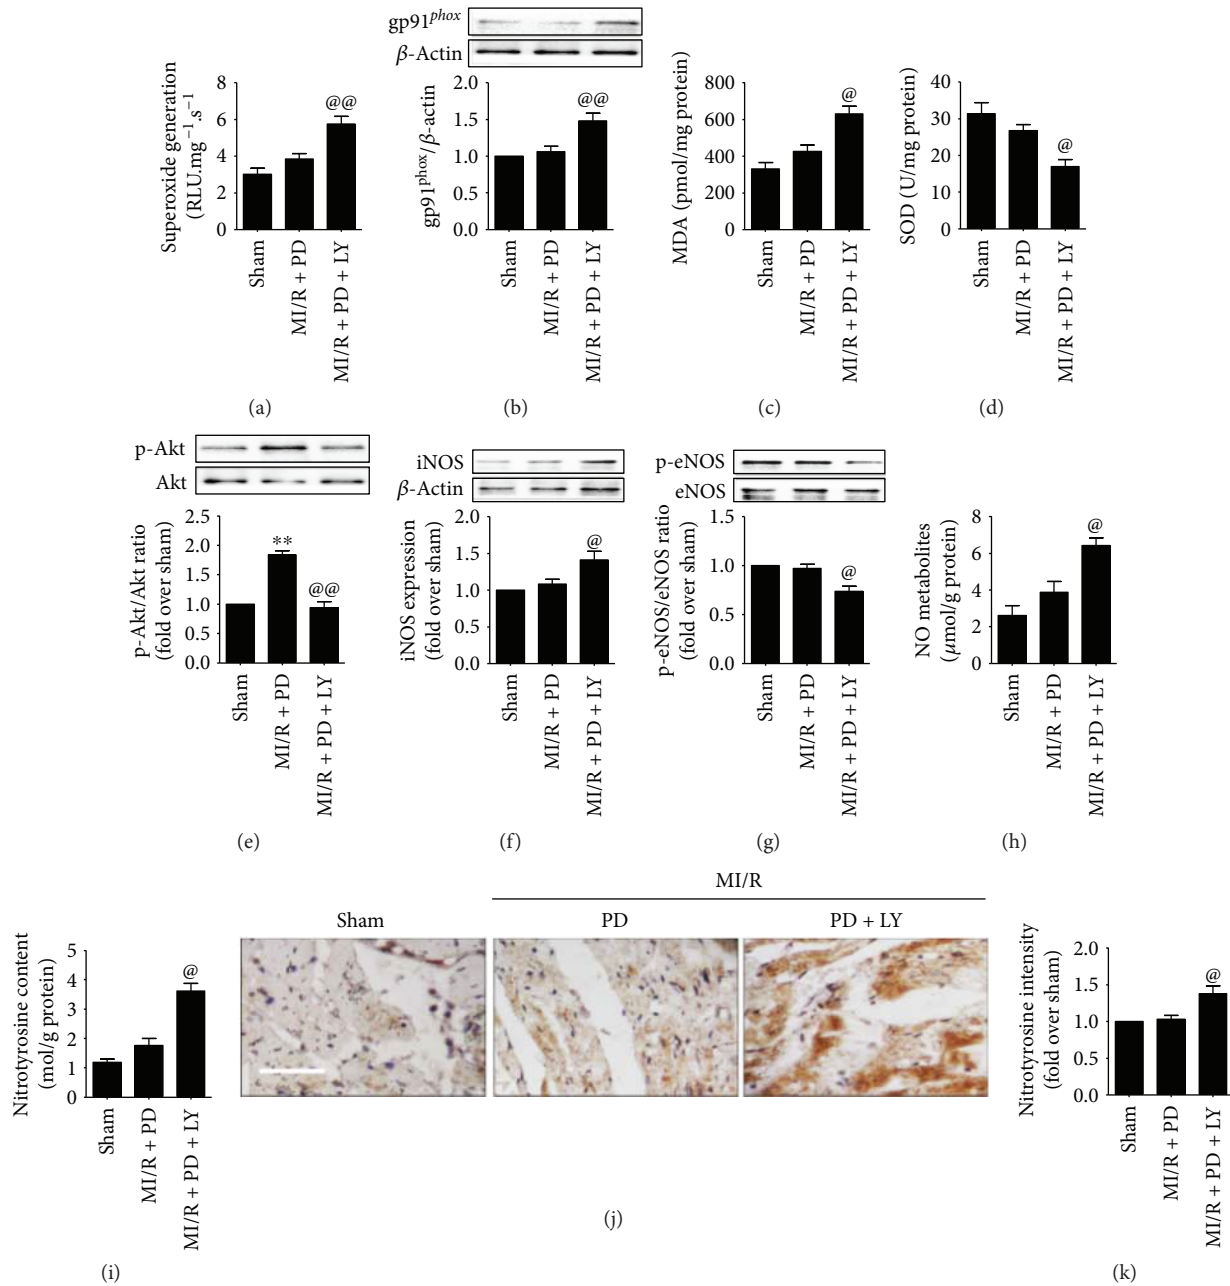 gp91phox
β-Actin
Superoxide generation
(RLU.mg−1.s−1
8
6
4
2
0
@@
Sham
MI/R + PD
MI/R + PD + LY
(a)
gp91phox/β-actin
2.0
1.5
1.0
0.5
0.0
@@
Sham
MI/R + PD
MI/R + PD + LY
(b)
MDA (pmol/mg protein)
800
600
400
200
0
@
Sham
MI/R + PD
MI/R + PD + LY
(c)
SOD (U/mg protein)
40
30
20
10
0
@
Sham
MI/R + PD
MI/R + PD + LY
(d)
p-Akt
Akt
p-Akt/Akt ratio
(fold over sham)
2.5
2.0
1.5
1.0
0.5
0.0
**
@@
Sham
MI/R + PD
MI/R + PD + LY
(e)
iNOS
β-Actin
iNOS expression
(fold over sham)
2.0
1.5
1.0
0.5
0.0
@
Sham
MI/R + PD
MI/R + PD + LY
(f)
p-eNOS
eNOS
p-eNOS/eNOS ratio
(fold over sham)
1.5
1.0
0.5
0.0
@
Sham
MI/R + PD
MI/R + PD + LY
(g)
NO metabolites
(μmol/g protein)
8
6
4
2
0
@
Sham
MI/R + PD
MI/R + PD + LY
(h)
Nitrotyrosine content
(mol/g protein)
5
4
3
2
1
0
@
Sham
MI/R + PD
MI/R + PD + LY
(i)
MI/R
Sham
PD
PD + LY
(j)
Nitrotyrosine intensity
(fold over sham)
2.0
1.5
1.0
0.5
0.0
@
Sham
MI/R + PD
MI/R + PD + LY
(k)